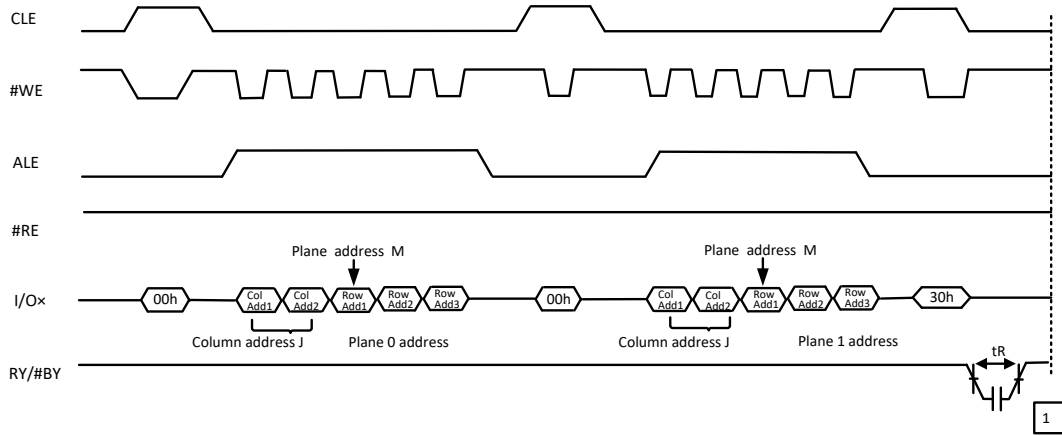 CLE
#WE
ALE
#RE
Plane address M
Plane address M
I/O×
00h
Col Add1
Col Add2
Row Add1
Row Add2
Row Add3
00h
Col Add1
Col Add2
Row Add1
Row Add2
Row Add3
30h
Column address J
Plane 0 address
Column address J
Plane 1 address
tR
RY/#BY
1